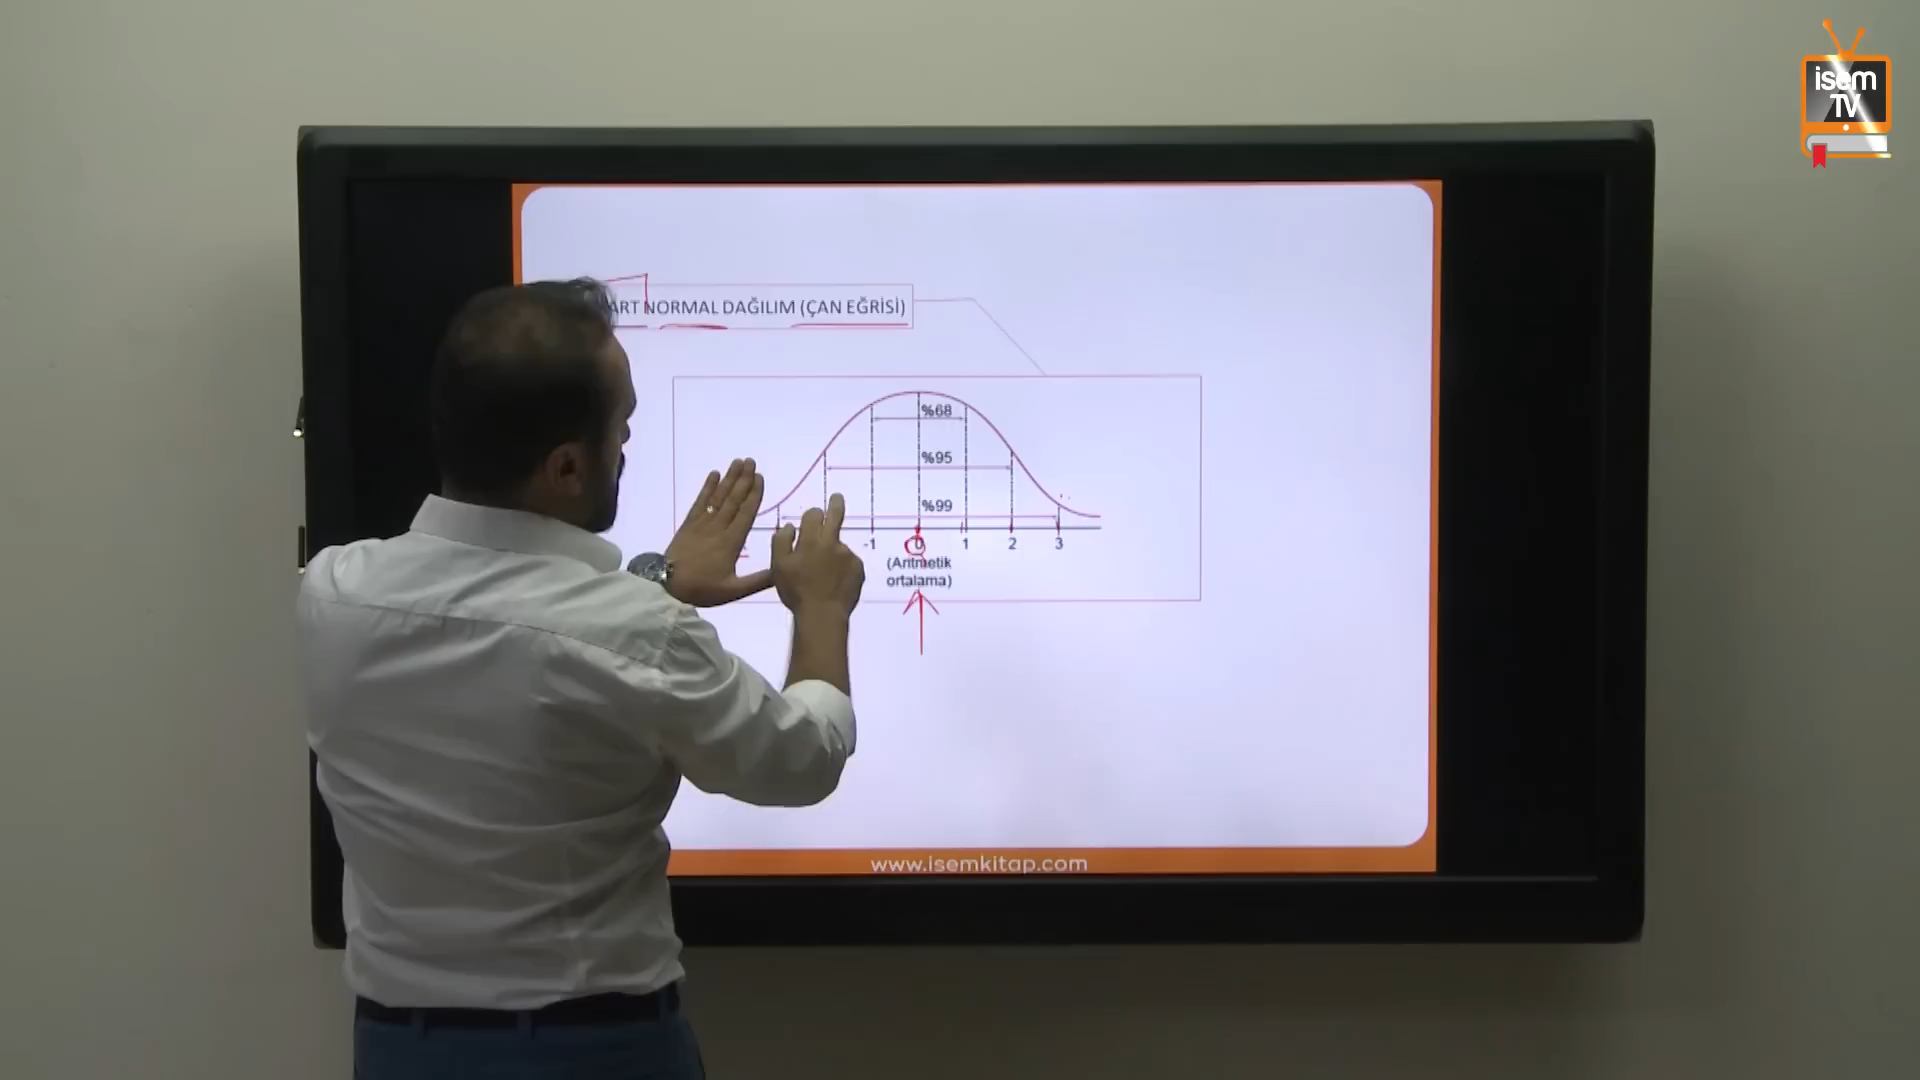 isem
TV
ART NORMAL DAĞILIM (ÇAN EĞRİSİ)
%68
%95
%99
-1 0 1 2 3
(Aritmetik
ortalama)
www.isemkitap.com